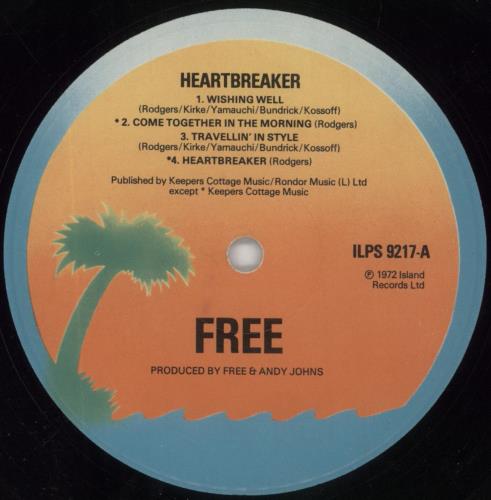 HEARTBREAKER
1. WISHING WELL
(Rodgers/Kirke/Yamauchi/Bundrick/Kossoff)
*2. COME TOGETHER IN THE MORNING (Rodgers)
3. TRAVELLIN' IN STYLE
(Rodgers/Kirke/Yamauchi/Bundrick/Kossoff)
*4. HEARTBREAKER (Rodgers)
Published by Keepers Cottage Music/Rondor Music (L) Ltd
except * Keepers Cottage Music
ILPS 9217-A
℗ 1972 Island
Records Ltd
FREE
PRODUCED BY FREE & ANDY JOHNS